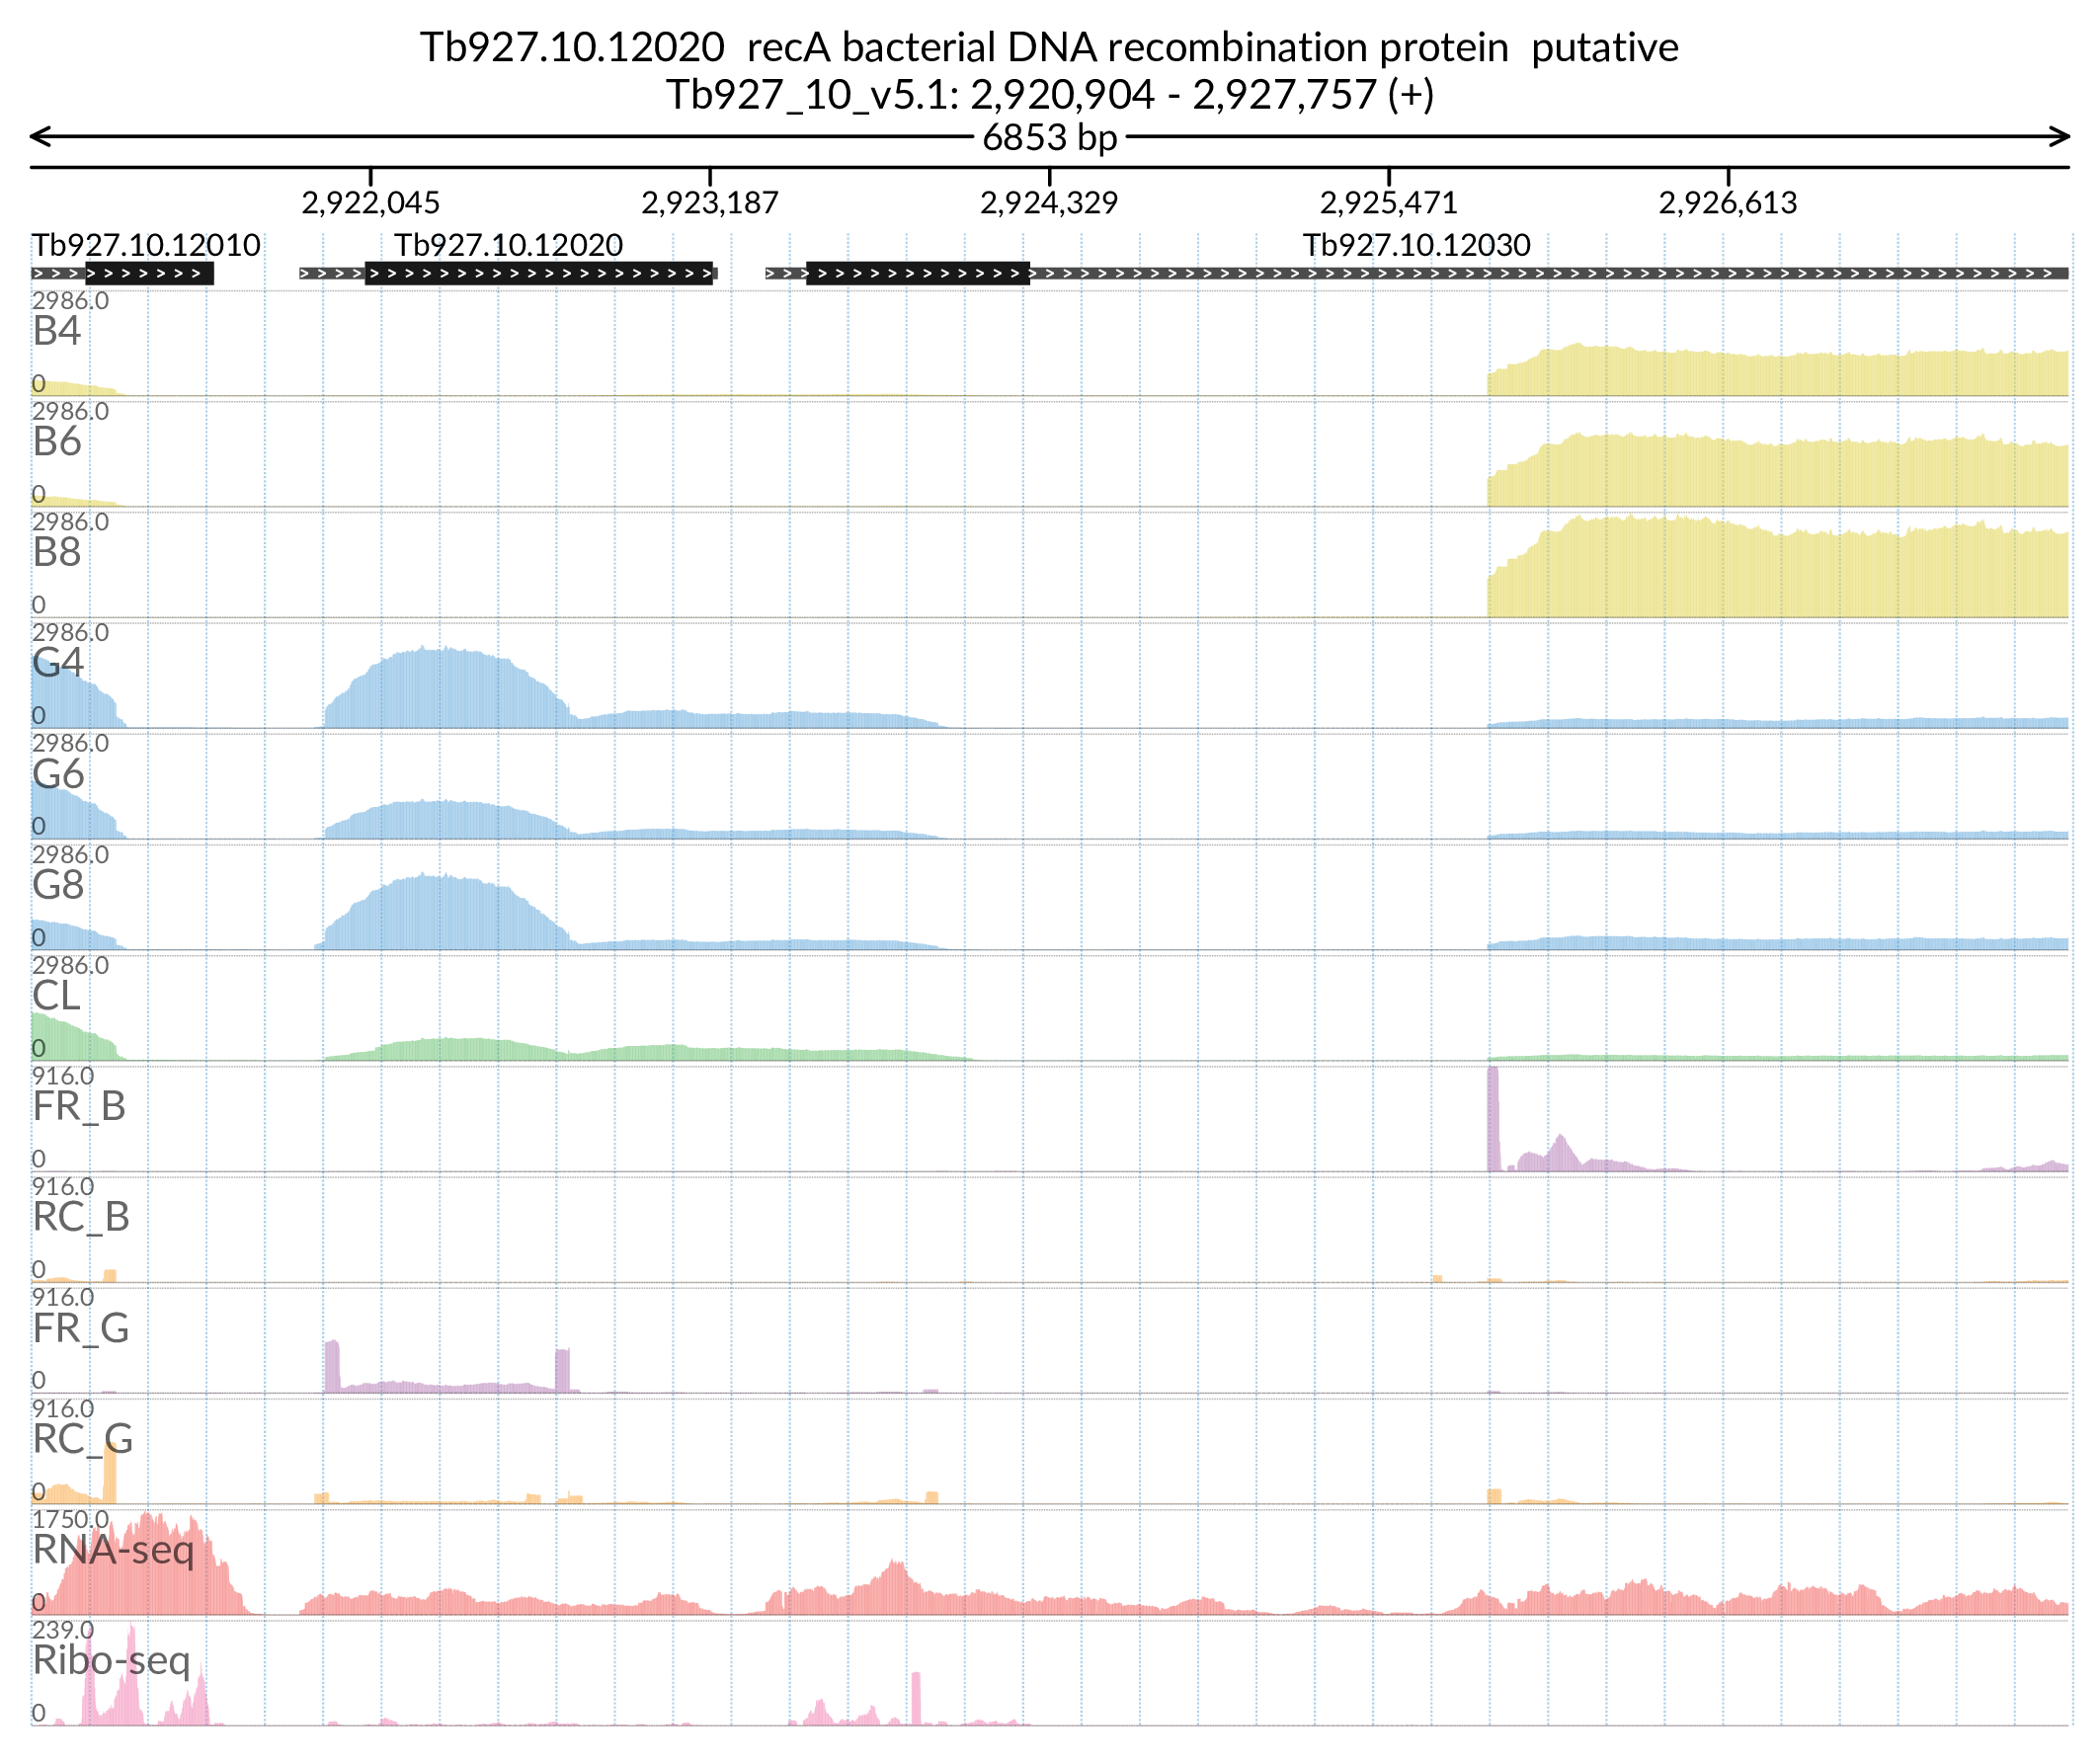 Tb927.10.12020 recA bacterial DNA recombination protein putative
Tb927_10_v5.1: 2,920,904 - 2,927,757 (+)
6853 bp
2,922,045 2,923,187 2,924,329 2,925,471 2,926,613
Tb927.10.12010 Tb927.10.12020 Tb927.10.12030
2986.0
B4
0
2986.0
B6
0
2986.0
B8
0
2986.0
G4
0
2986.0
G6
0
2986.0
G8
0
2986.0
CL
0
916.0
FR_B
0
916.0
RC_B
0
916.0
FR_G
0
916.0
RC_G
0
1750.0
RNA-seq
0
239.0
Ribo-seq
0